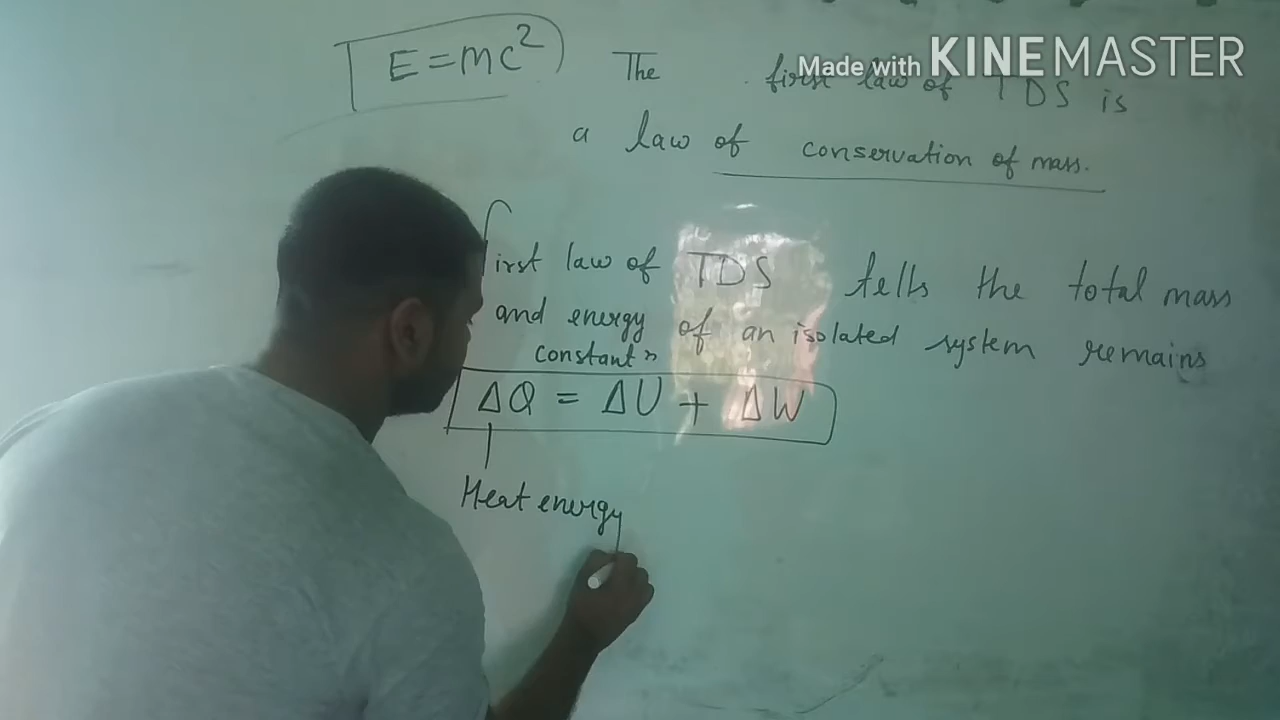 Made with KINEMASTER
E = mc²
The first law of TDS is
a law of conservation of mass.
First law of TDS tells the total mass
and energy of an isolated system remains
constant"
ΔQ = ΔU + ΔW
Heat energy